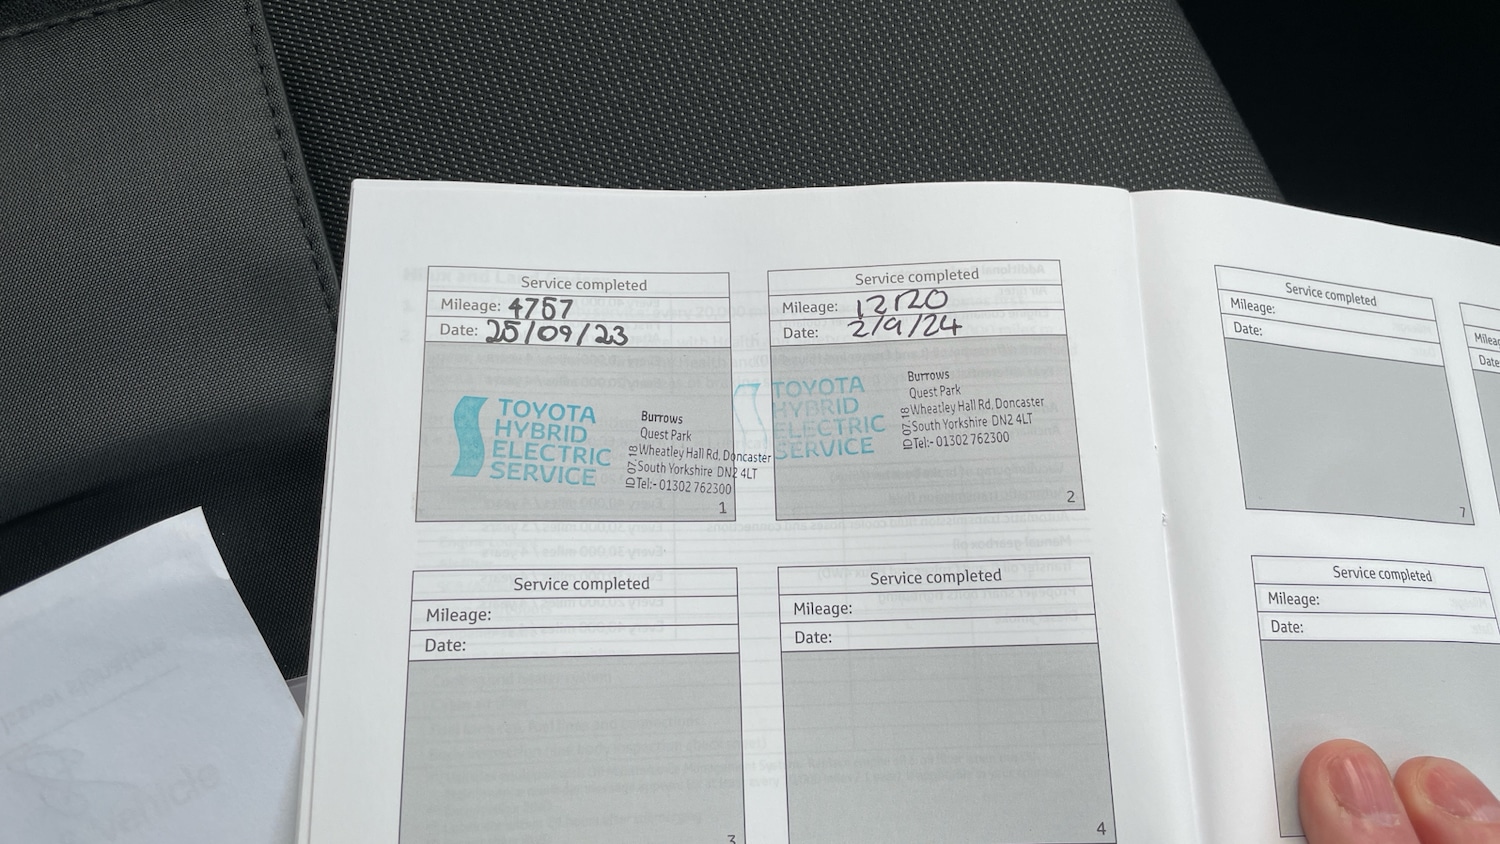 Service completed
Mileage: 4757
Date: 25/09/23
TOYOTA
HYBRID
ELECTRIC
SERVICE
Burrows
Quest Park
Wheatley Hall Rd, Doncaster
South Yorkshire DN2 4LT
Tel:- 01302 762300
ID 07.18
1
Service completed
Mileage: 12120
Date: 2/9/24
TOYOTA
HYBRID
ELECTRIC
SERVICE
Burrows
Quest Park
Wheatley Hall Rd, Doncaster
South Yorkshire DN2 4LT
Tel:- 01302 762300
ID 07.18
2
Service completed
Mileage:
Date:
3
Service completed
Mileage:
Date:
4
Service completed
Mileage:
Date:
7
Service completed
Mileage:
Date:
Date
vehicle